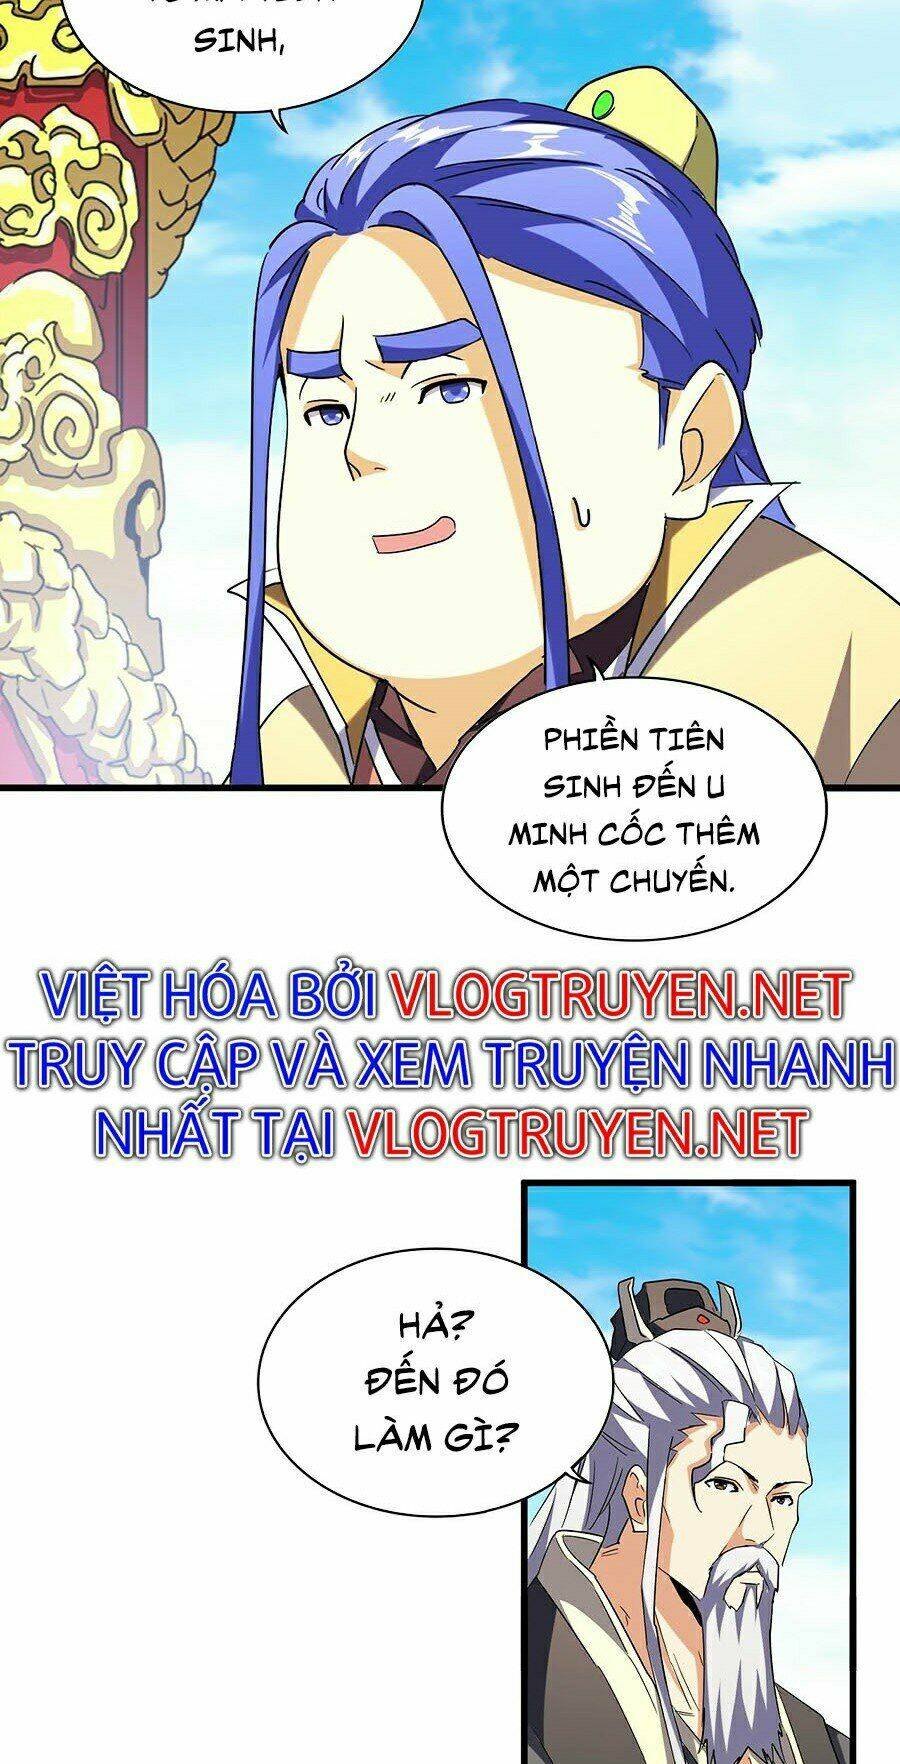 SINH,
PHIỀN TIÊN
SINH ĐẾN U
MINH CỐC THÊM
MỘT CHUYẾN.
VIỆT HÓA BỞI VLOGTRUYEN.NET
TRUY CẬP VÀ XEM TRUYỆN NHANH
NHẤT TẠI VLOGTRUYEN.NET
HẢ?
ĐẾN ĐÓ
LÀM GÌ?